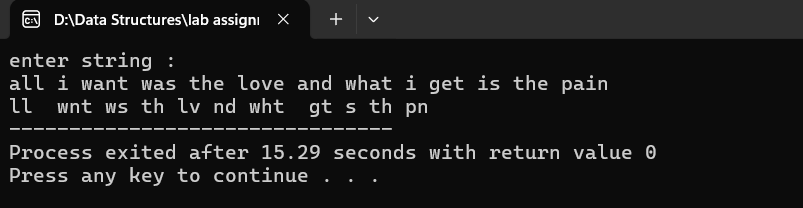 D:\Data Structures\lab assignr
enter string :
all i want was the love and what i get is the pain
ll  wnt ws th lv nd wht  gt s th pn
--------------------------------
Process exited after 15.29 seconds with return value 0
Press any key to continue . . .